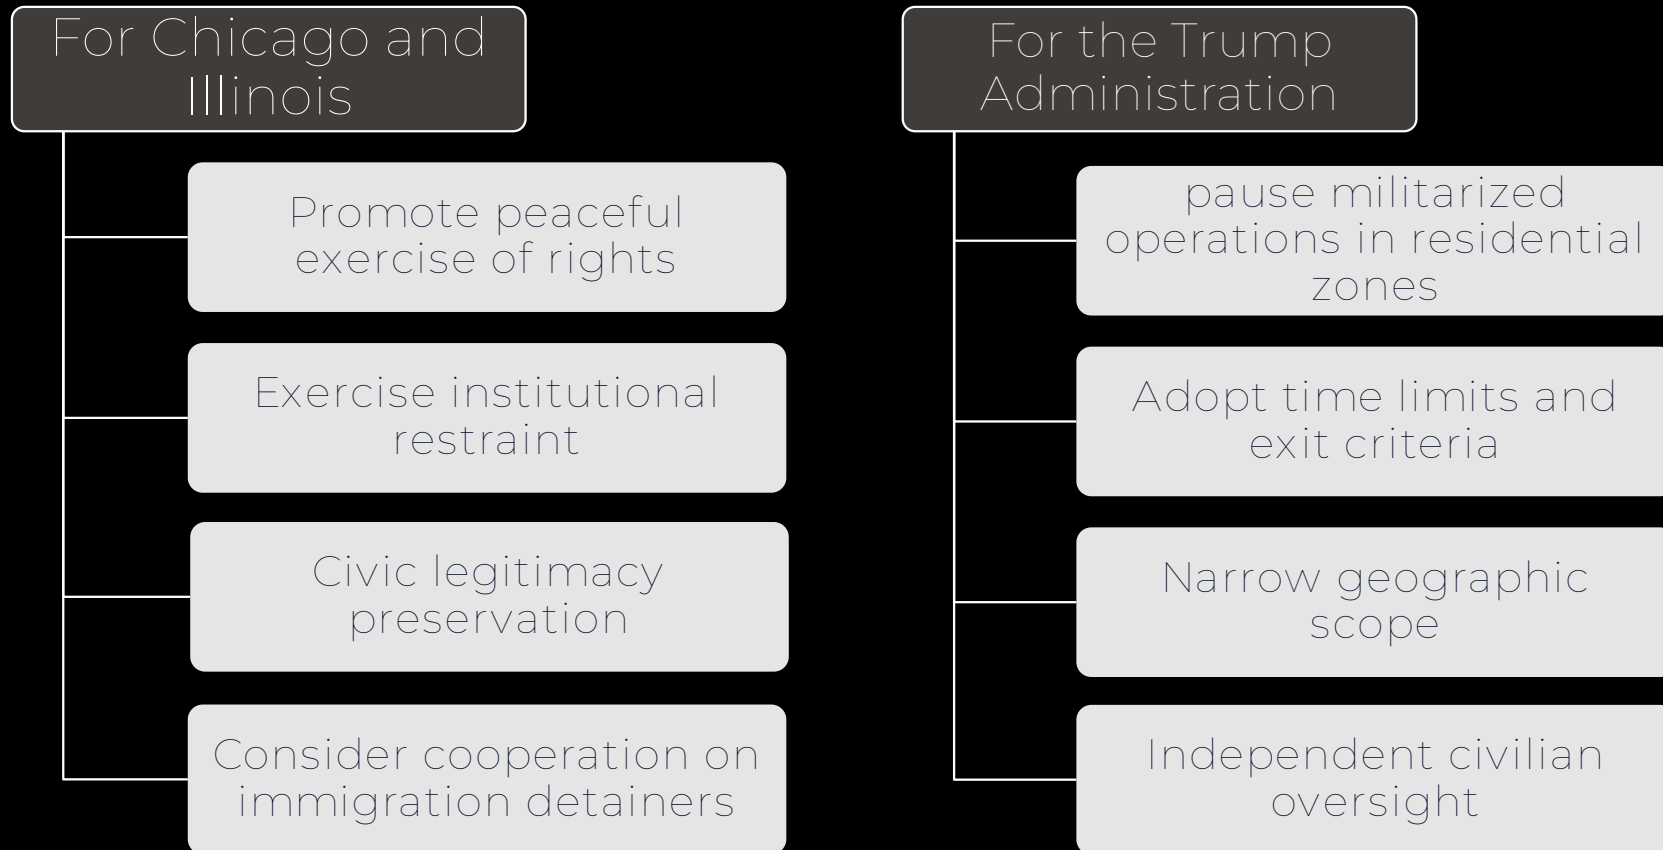 For Chicago and
Illinois
Promote peaceful
exercise of rights
Exercise institutional
restraint
Civic legitimacy
preservation
Consider cooperation on
immigration detainers
For the Trump
Administration
pause militarized
operations in residential
zones
Adopt time limits and
exit criteria
Narrow geographic
scope
Independent civilian
oversight